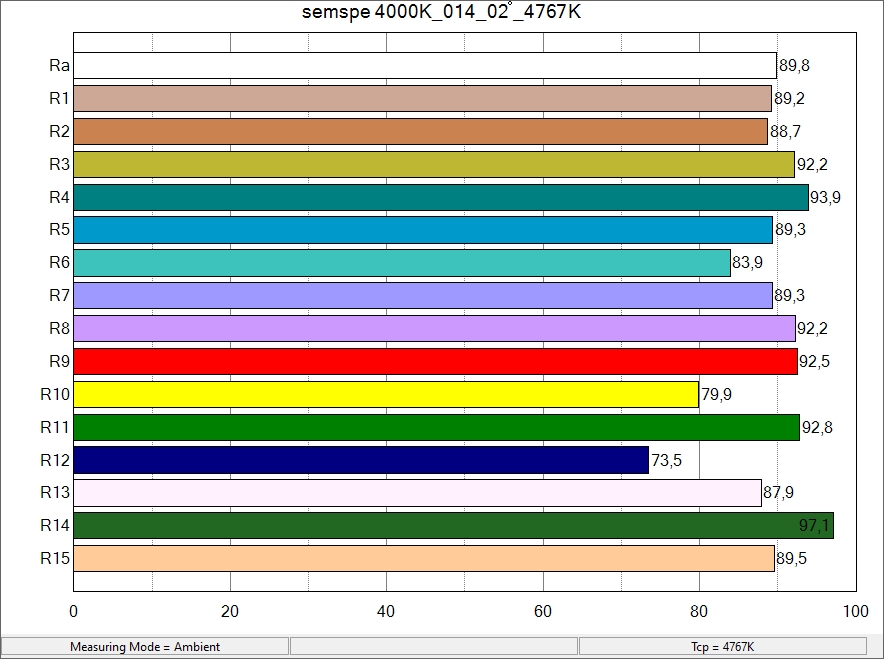 semspe 4000K_014_02°_4767K
Ra 89,8
R1 89,2
R2 88,7
R3 92,2
R4 93,9
R5 89,3
R6 83,9
R7 89,3
R8 92,2
R9 92,5
R10 79,9
R11 92,8
R12 73,5
R13 87,9
R14 97,1
R15 89,5
0 20 40 60 80 100
Measuring Mode = Ambient Tcp = 4767K